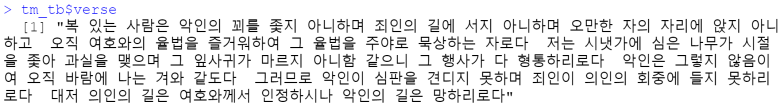 > tm_tb$verse
[1] "복 있는 사람은 악인의 꾀를 좇지 아니하며 죄인의 길에 서지 아니하며 오만한 자의 자리에 앉지 아니
하고  오직 여호와의 율법을 즐거워하여 그 율법을 주야로 묵상하는 자로다  저는 시냇가에 심은 나무가 시절
을 좇아 과실을 맺으며 그 잎사귀가 마르지 아니함 같으니 그 행사가 다 형통하리로다  악인은 그렇지 않음이
여 오직 바람에 나는 겨와 같도다  그러므로 악인이 심판을 견디지 못하며 죄인이 의인의 회중에 들지 못하리
로다  대저 의인의 길은 여호와께서 인정하시나 악인의 길은 망하리로다"